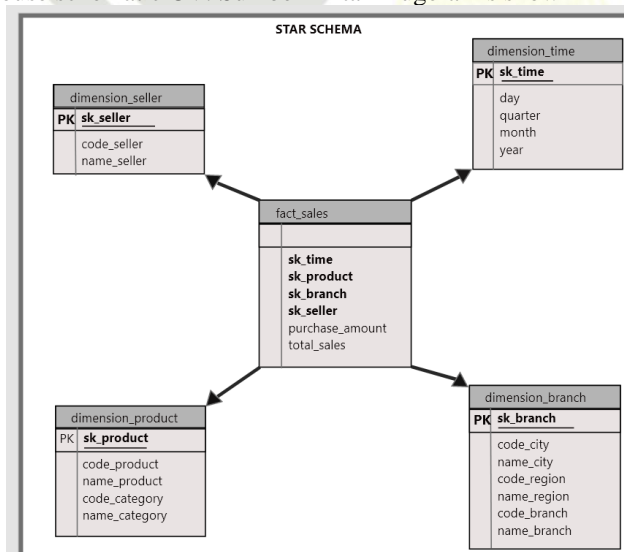 STAR SCHEMA
dimension_time
PK sk_time
day
quarter
month
year
dimension_seller
PK sk_seller
code_seller
name_seller
fact_sales
sk_time
sk_product
sk_branch
sk_seller
purchase_amount
total_sales
dimension_product
PK sk_product
code_product
name_product
code_category
name_category
dimension_branch
PK sk_branch
code_city
name_city
code_region
name_region
code_branch
name_branch